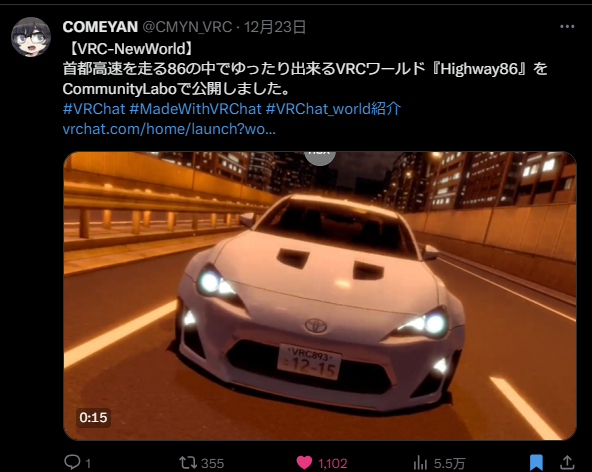 COMEYAN @CMYN_VRC · 12月23日
【VRC-NewWorld】
首都高速を走る86の中でゆったり出来るVRCワールド『Highway86』を
CommunityLaboで公開しました。
#VRChat #MadeWithVRChat #VRChat_world紹介
vrchat.com/home/launch?wo…
VRC893
12-15
0:15
1 355 1,102 5.5万